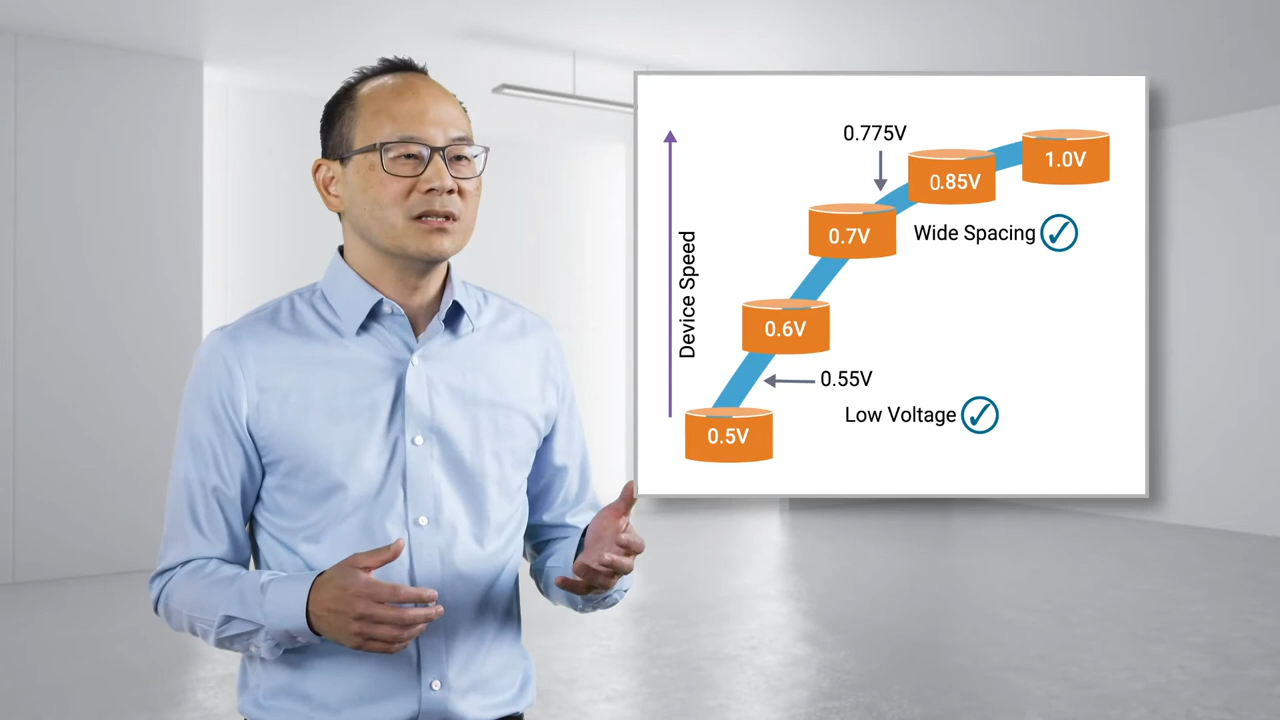 0.775V
1.0V
0.85V
0.7V
Wide Spacing
Device Speed
0.6V
0.55V
Low Voltage
0.5V